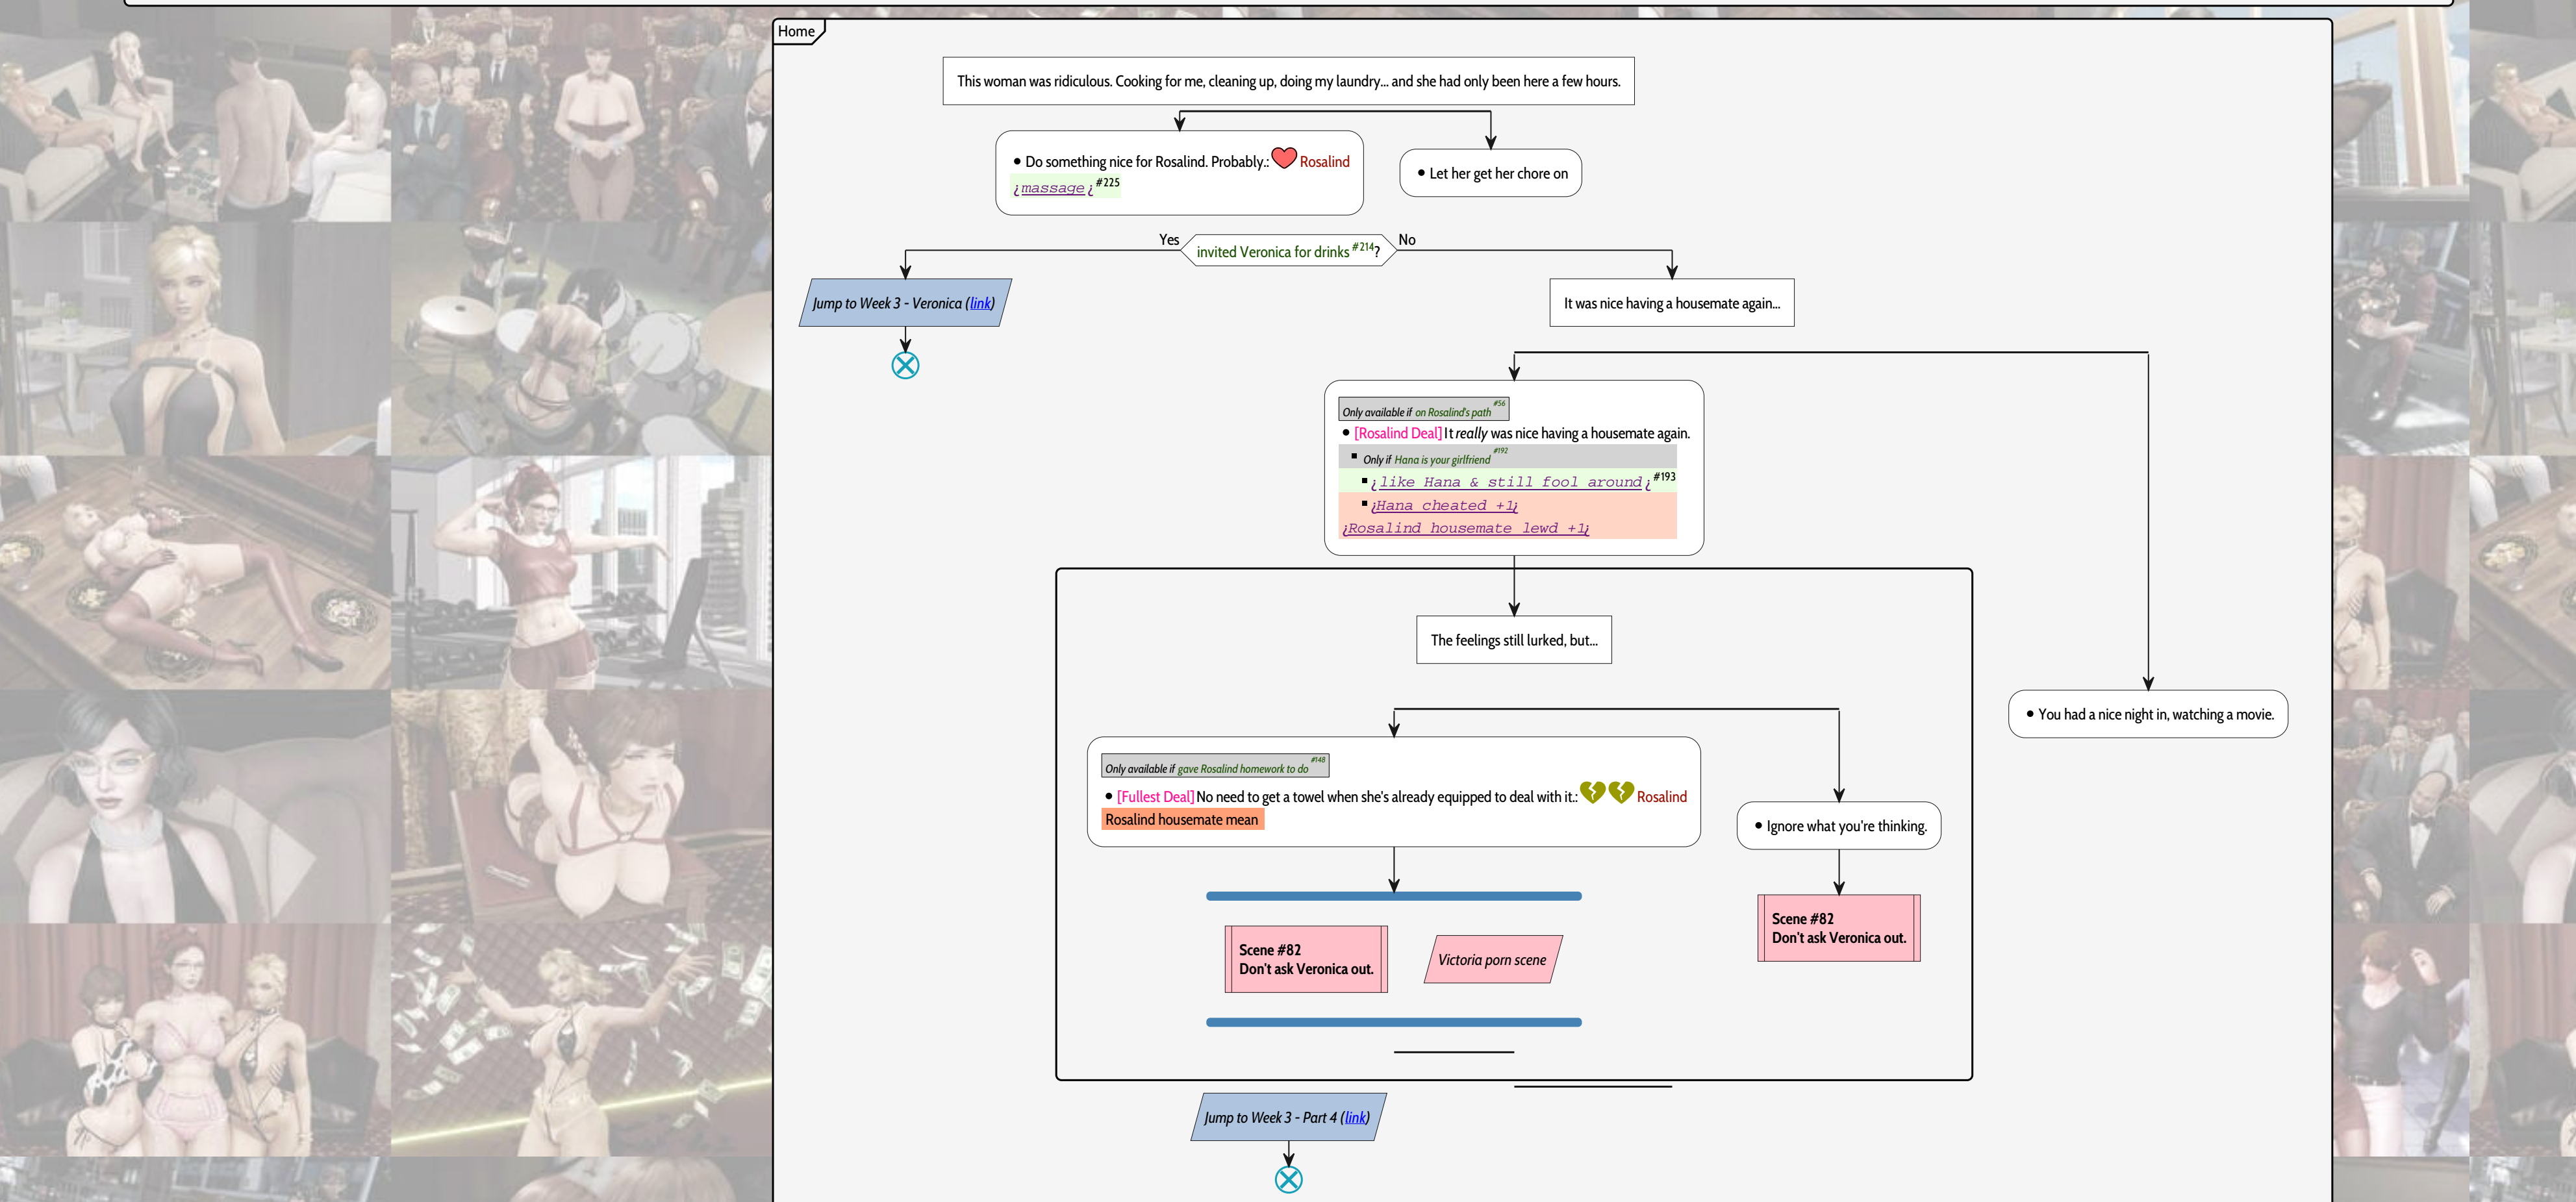 Home
This woman was ridiculous. Cooking for me, cleaning up, doing my laundry... and she had only been here a few hours.
• Do something nice for Rosalind. Probably.: Rosalind
¿massage¿ #225
• Let her get her chore on
Yes
invited Veronica for drinks #214?
No
Jump to Week 3 - Veronica (link)
It was nice having a housemate again...
Only available if on Rosalind's path #56
• [Rosalind Deal] It really was nice having a housemate again.
▪ Only if Hana is your girlfriend #192
▪ ¿like Hana & still fool around¿ #193
▪ ¿Hana cheated +1¿
¿Rosalind housemate lewd +1¿
The feelings still lurked, but...
• You had a nice night in, watching a movie.
Only available if gave Rosalind homework to do #148
• [Fullest Deal] No need to get a towel when she's already equipped to deal with it.: Rosalind
Rosalind housemate mean
• Ignore what you're thinking.
Scene #82
Don't ask Veronica out.
Victoria porn scene
Scene #82
Don't ask Veronica out.
Jump to Week 3 - Part 4 (link)